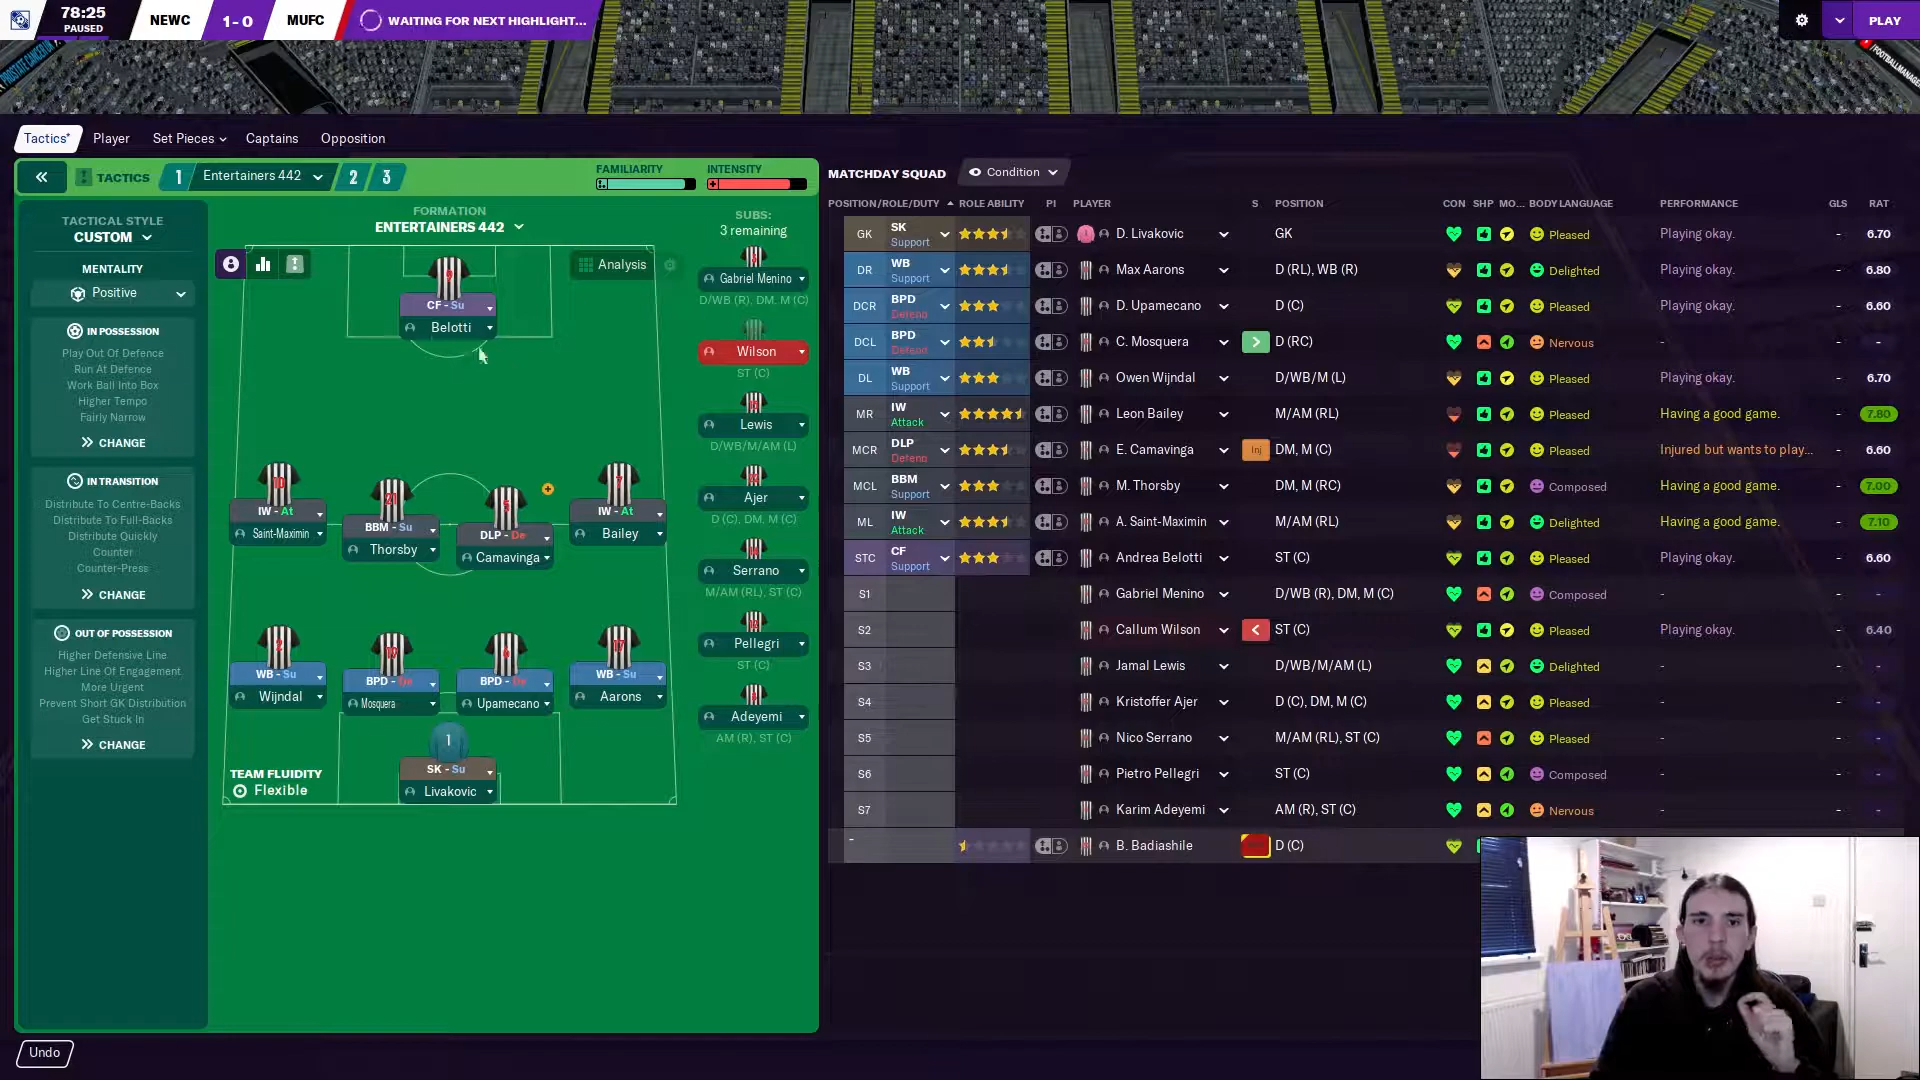 78:25
PAUSED
NEWC
1 - 0
MUFC
WAITING FOR NEXT HIGHLIGHT...
PLAY
Tactics*
Player
Set Pieces
Captains
Opposition
TACTICS
1
Entertainers 442
2
3
FAMILIARITY
INTENSITY
TACTICAL STYLE
CUSTOM
MENTALITY
Positive
IN POSSESSION
Play Out Of Defence
Run At Defence
Work Ball Into Box
Higher Tempo
Fairly Narrow
CHANGE
IN TRANSITION
Distribute To Centre-Backs
Distribute To Full-Backs
Distribute Quickly
Counter
Counter-Press
CHANGE
OUT OF POSSESSION
Higher Defensive Line
Higher Line Of Engagement
More Urgent
Prevent Short GK Distribution
Get Stuck In
CHANGE
FORMATION
ENTERTAINERS 442
Analysis
CF - Su
Belotti
IW - At
Saint-Maximin
BBM - Su
Thorsby
DLP - De
Camavinga
IW - At
Bailey
WB - Su
Wijndal
BPD - De
Mosquera
BPD - De
Upamecano
WB - Su
Aarons
1
SK - Su
Livakovic
TEAM FLUIDITY
Flexible
SUBS:
3 remaining
Gabriel Menino
D/WB (R), DM, M (C)
Wilson
ST (C)
Lewis
D/WB/M/AM (L)
Ajer
D (C), DM, M (C)
Serrano
M/AM (RL), ST (C)
Pellegri
ST (C)
Adeyemi
AM (R), ST (C)
Undo
MATCHDAY SQUAD
Condition
POSITION/ROLE/DUTY ROLE ABILITY PI PLAYER S POSITION CON SHP MO... BODY LANGUAGE PERFORMANCE GLS RAT
GK SK Support D. Livakovic GK Pleased Playing okay. - 6.70
DR WB Support Max Aarons D (RL), WB (R) Delighted Playing okay. - 6.80
DCR BPD Defend D. Upamecano D (C) Pleased Playing okay. - 6.60
DCL BPD Defend C. Mosquera D (RC) Nervous - - -
DL WB Support Owen Wijndal D/WB/M (L) Pleased Playing okay. - 6.70
MR IW Attack Leon Bailey M/AM (RL) Pleased Having a good game. - 7.80
MCR DLP Defend E. Camavinga Inj DM, M (C) Pleased Injured but wants to play... - 6.60
MCL BBM Support M. Thorsby DM, M (RC) Composed Having a good game. - 7.00
ML IW Attack A. Saint-Maximin M/AM (RL) Delighted Having a good game. - 7.10
STC CF Support Andrea Belotti ST (C) Pleased Playing okay. - 6.60
S1 Gabriel Menino D/WB (R), DM, M (C) Composed - - -
S2 Callum Wilson ST (C) Pleased Playing okay. - 6.40
S3 Jamal Lewis D/WB/M/AM (L) Delighted - - -
S4 Kristoffer Ajer D (C), DM, M (C) Pleased - - -
S5 Nico Serrano M/AM (RL), ST (C) Pleased - - -
S6 Pietro Pellegri ST (C) Composed - - -
S7 Karim Adeyemi AM (R), ST (C) Nervous - - -
- B. Badiashile D (C)